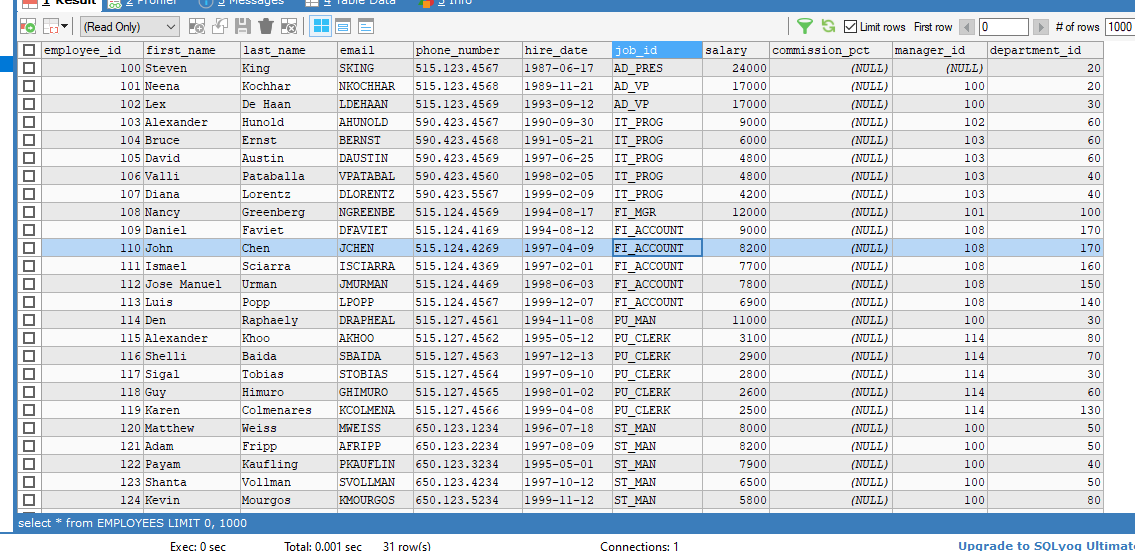 1 Result 2 Profiler 3 Messages 4 Table Data 5 Info
(Read Only) Limit rows First row 0 # of rows 1000
employee_id first_name last_name email phone_number hire_date job_id salary commission_pct manager_id department_id
100 Steven King SKING 515.123.4567 1987-06-17 AD_PRES 24000 (NULL) (NULL) 20
101 Neena Kochhar NKOCHHAR 515.123.4568 1989-11-21 AD_VP 17000 (NULL) 100 20
102 Lex De Haan LDEHAAN 515.123.4569 1993-09-12 AD_VP 17000 (NULL) 100 30
103 Alexander Hunold AHUNOLD 590.423.4567 1990-09-30 IT_PROG 9000 (NULL) 102 60
104 Bruce Ernst BERNST 590.423.4568 1991-05-21 IT_PROG 6000 (NULL) 103 60
105 David Austin DAUSTIN 590.423.4569 1997-06-25 IT_PROG 4800 (NULL) 103 60
106 Valli Pataballa VPATABAL 590.423.4560 1998-02-05 IT_PROG 4800 (NULL) 103 40
107 Diana Lorentz DLORENTZ 590.423.5567 1999-02-09 IT_PROG 4200 (NULL) 103 40
108 Nancy Greenberg NGREENBE 515.124.4569 1994-08-17 FI_MGR 12000 (NULL) 101 100
109 Daniel Faviet DFAVIET 515.124.4169 1994-08-12 FI_ACCOUNT 9000 (NULL) 108 170
110 John Chen JCHEN 515.124.4269 1997-04-09 FI_ACCOUNT 8200 (NULL) 108 170
111 Ismael Sciarra ISCIARRA 515.124.4369 1997-02-01 FI_ACCOUNT 7700 (NULL) 108 160
112 Jose Manuel Urman JMURMAN 515.124.4469 1998-06-03 FI_ACCOUNT 7800 (NULL) 108 150
113 Luis Popp LPOPP 515.124.4567 1999-12-07 FI_ACCOUNT 6900 (NULL) 108 140
114 Den Raphaely DRAPHEAL 515.127.4561 1994-11-08 PU_MAN 11000 (NULL) 100 30
115 Alexander Khoo AKHOO 515.127.4562 1995-05-12 PU_CLERK 3100 (NULL) 114 80
116 Shelli Baida SBAIDA 515.127.4563 1997-12-13 PU_CLERK 2900 (NULL) 114 70
117 Sigal Tobias STOBIAS 515.127.4564 1997-09-10 PU_CLERK 2800 (NULL) 114 30
118 Guy Himuro GHIMURO 515.127.4565 1998-01-02 PU_CLERK 2600 (NULL) 114 60
119 Karen Colmenares KCOLMENA 515.127.4566 1999-04-08 PU_CLERK 2500 (NULL) 114 130
120 Matthew Weiss MWEISS 650.123.1234 1996-07-18 ST_MAN 8000 (NULL) 100 50
121 Adam Fripp AFRIPP 650.123.2234 1997-08-09 ST_MAN 8200 (NULL) 100 50
122 Payam Kaufling PKAUFLIN 650.123.3234 1995-05-01 ST_MAN 7900 (NULL) 100 40
123 Shanta Vollman SVOLLMAN 650.123.4234 1997-10-12 ST_MAN 6500 (NULL) 100 50
124 Kevin Mourgos KMOURGOS 650.123.5234 1999-11-12 ST_MAN 5800 (NULL) 100 80
select * from EMPLOYEES LIMIT 0, 1000
Exec: 0 sec Total: 0.001 sec 31 row(s) Connections: 1 Upgrade to SQLyog Ultimat